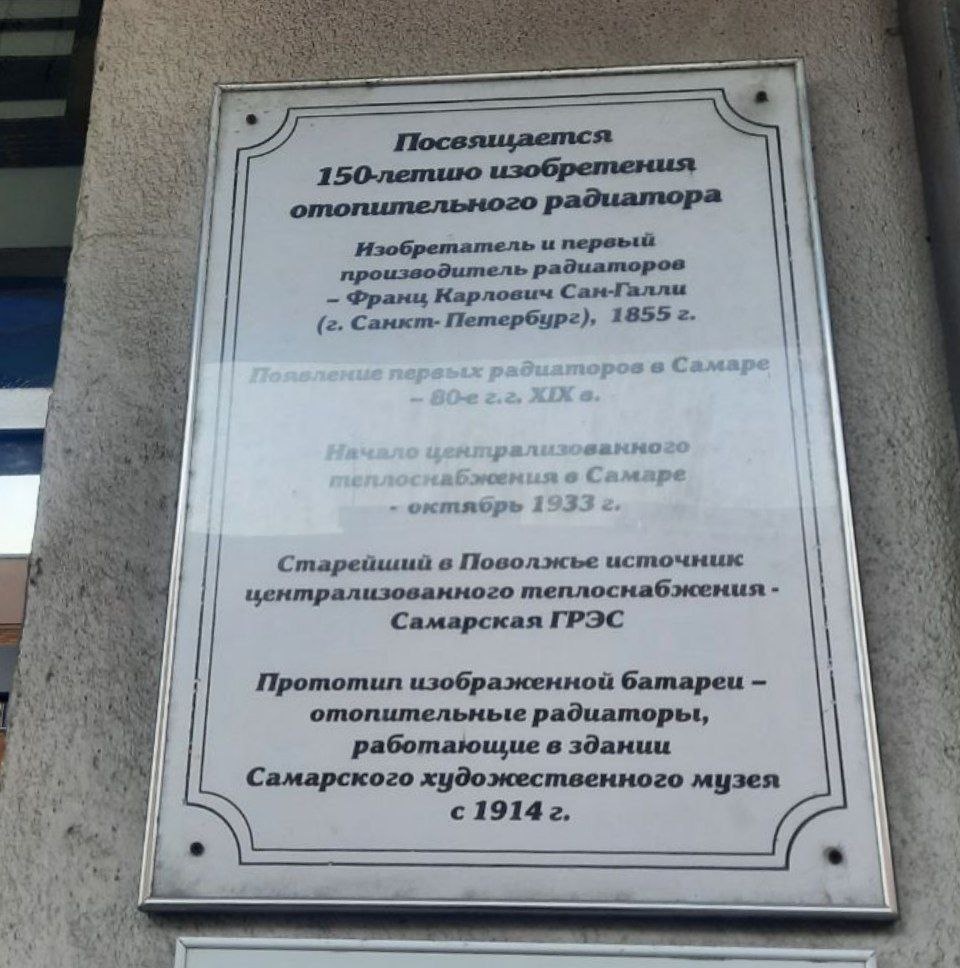 Посвящается
150-летию изобретения
отопительного радиатора
Изобретатель и первый
производитель радиаторов
– Франц Карлович Сан-Галли
(г. Санкт-Петербург), 1855 г.
Появление первых радиаторов в Самаре
– 80-е г.г. XIX в.
Начало централизованного
теплоснабжения в Самаре
- октябрь 1933 г.
Старейший в Поволжье источник
централизованного теплоснабжения -
Самарская ГРЭС
Прототип изображенной батареи –
отопительные радиаторы,
работающие в здании
Самарского художественного музея
с 1914 г.